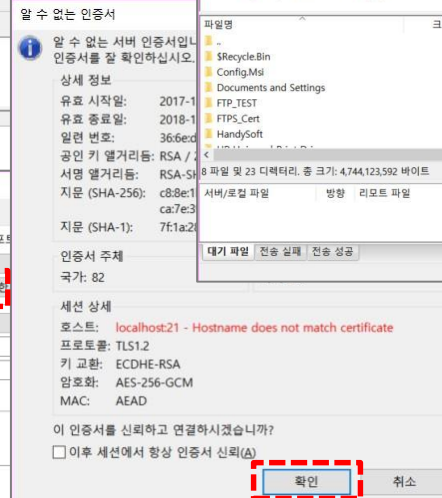 알 수 없는 인증서
알 수 없는 서버 인증서입니
인증서를 잘 확인하십시오.
상세 정보
유효 시작일: 2017-1
유효 종료일: 2018-1
일련 번호: 36:6e:d
공인 키 앨거리듬: RSA / 2
서명 앨거리듬: RSA-SH
지문 (SHA-256): c8:8e:1
ca:7e:3
지문 (SHA-1): 7f:1a:28
인증서 주체
국가: 82
세션 상세
호스트: localhost:21 - Hostname does not match certificate
프로토콜: TLS1.2
키 교환: ECDHE-RSA
암호화: AES-256-GCM
MAC: AEAD
이 인증서를 신뢰하고 연결하시겠습니까?
이후 세션에서 항상 인증서 신뢰(A)
확인 취소
파일명 크
..
$Recycle.Bin
Config.Msi
Documents and Settings
FTP_TEST
FTPS_Cert
HandySoft
8 파일 및 23 디렉터리. 총 크기: 4,744,123,592 바이트
서버/로컬 파일 방향 리모트 파일
대기 파일 전송 실패 전송 성공